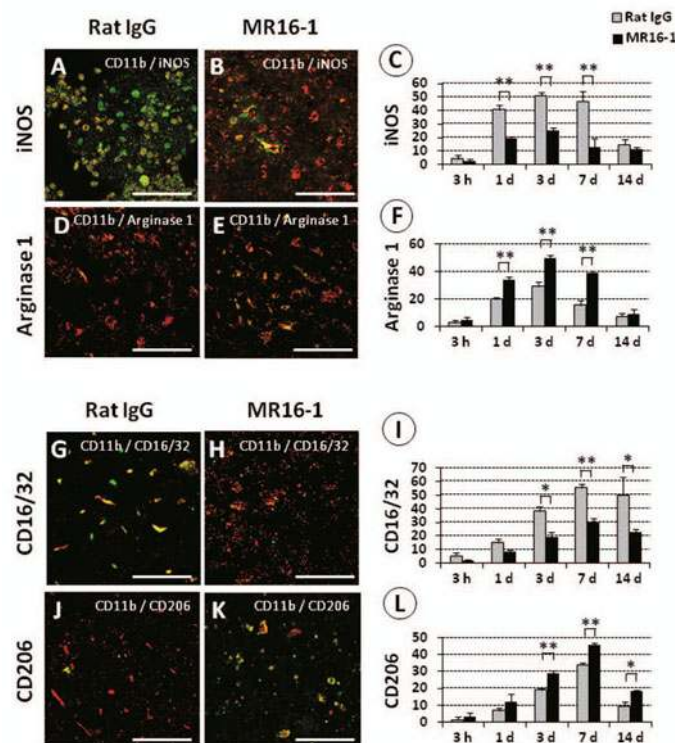 Rat IgG
MR16-1
Rat IgG
MR16-1
iNOS
A
CD11b / iNOS
B
CD11b / iNOS
C
iNOS
60
50
40
30
20
10
0
**
**
**
3 h
1 d
3 d
7 d
14 d
Arginase 1
D
CD11b / Arginase 1
E
CD11b / Arginase 1
F
Arginase 1
60
40
20
0
**
**
**
3 h
1 d
3 d
7 d
14 d
Rat IgG
MR16-1
CD16/32
G
CD11b / CD16/32
H
CD11b / CD16/32
I
CD16/32
70
60
50
40
30
20
10
0
*
**
*
3 h
1 d
3 d
7 d
14 d
CD206
J
CD11b / CD206
K
CD11b / CD206
L
CD206
50
40
30
20
10
0
**
**
*
3 h
1 d
3 d
7 d
14 d